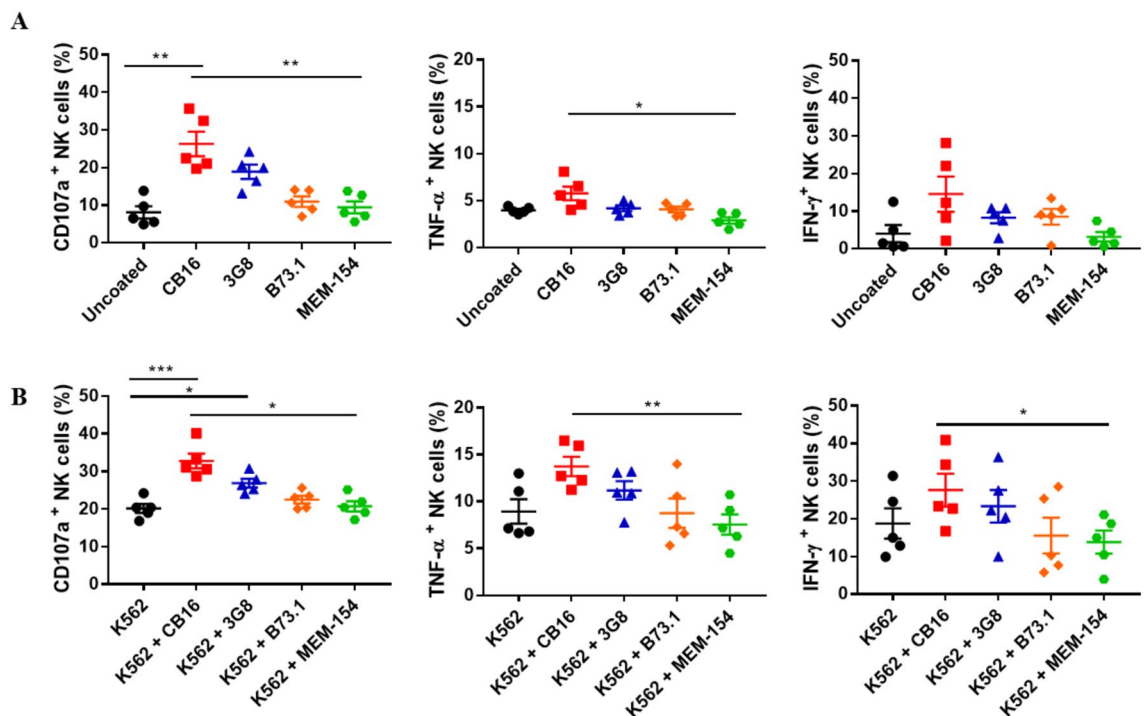 A
CD107a⁺ NK cells (%)
50
40
30
20
10
0
**
**
Uncoated
CB16
3G8
B73.1
MEM-154
TNF-α⁺ NK cells (%)
20
15
10
5
0
*
Uncoated
CB16
3G8
B73.1
MEM-154
IFN-γ⁺ NK cells (%)
50
40
30
20
10
0
Uncoated
CB16
3G8
B73.1
MEM-154
B
CD107a⁺ NK cells (%)
50
40
30
20
10
0
***
*
*
K562
K562 + CB16
K562 + 3G8
K562 + B73.1
K562 + MEM-154
TNF-α⁺ NK cells (%)
20
15
10
5
0
**
K562
K562 + CB16
K562 + 3G8
K562 + B73.1
K562 + MEM-154
IFN-γ⁺ NK cells (%)
50
40
30
20
10
0
*
K562
K562 + CB16
K562 + 3G8
K562 + B73.1
K562 + MEM-154